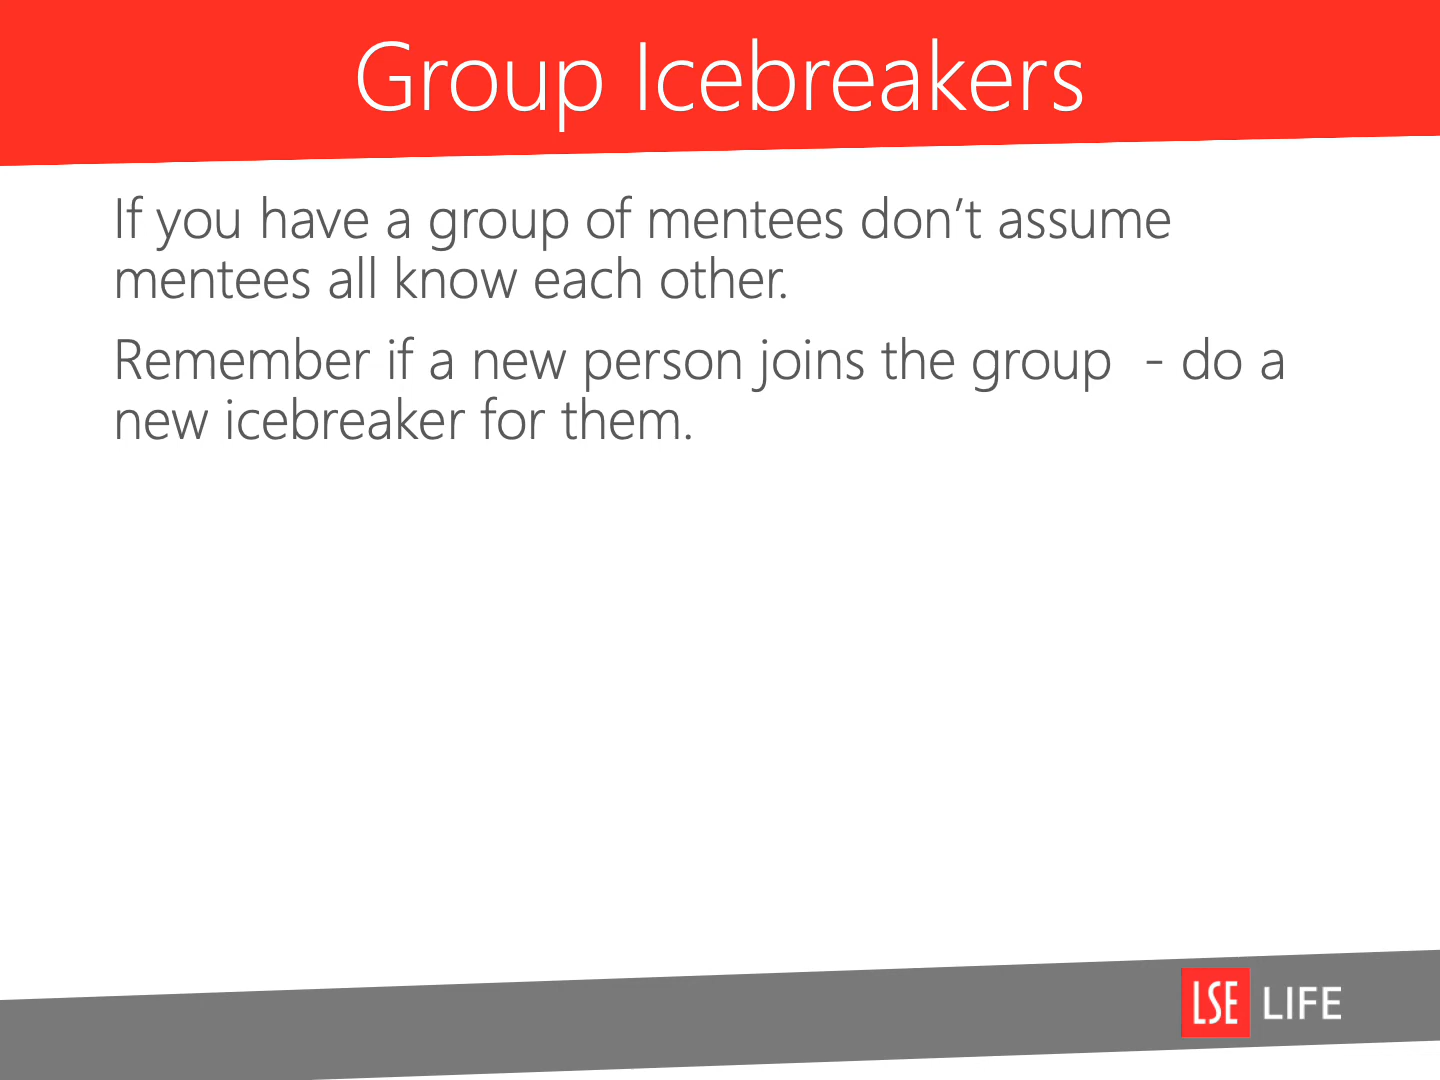 Group Icebreakers
If you have a group of mentees don’t assume
mentees all know each other.
Remember if a new person joins the group  - do a
new icebreaker for them.
LSE LIFE